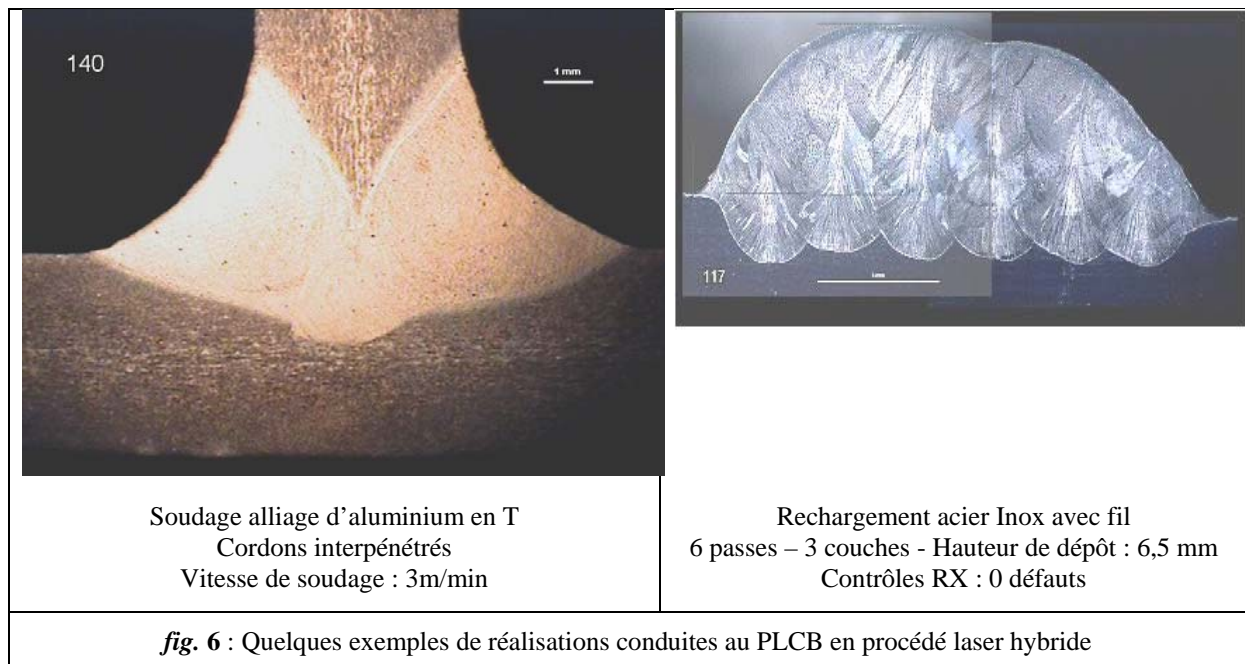 140
1 mm
117
Soudage alliage d’aluminium en T
Cordons interpénétrés
Vitesse de soudage : 3m/min
Rechargement acier Inox avec fil
6 passes – 3 couches - Hauteur de dépôt : 6,5 mm
Contrôles RX : 0 défauts
fig. 6 : Quelques exemples de réalisations conduites au PLCB en procédé laser hybride